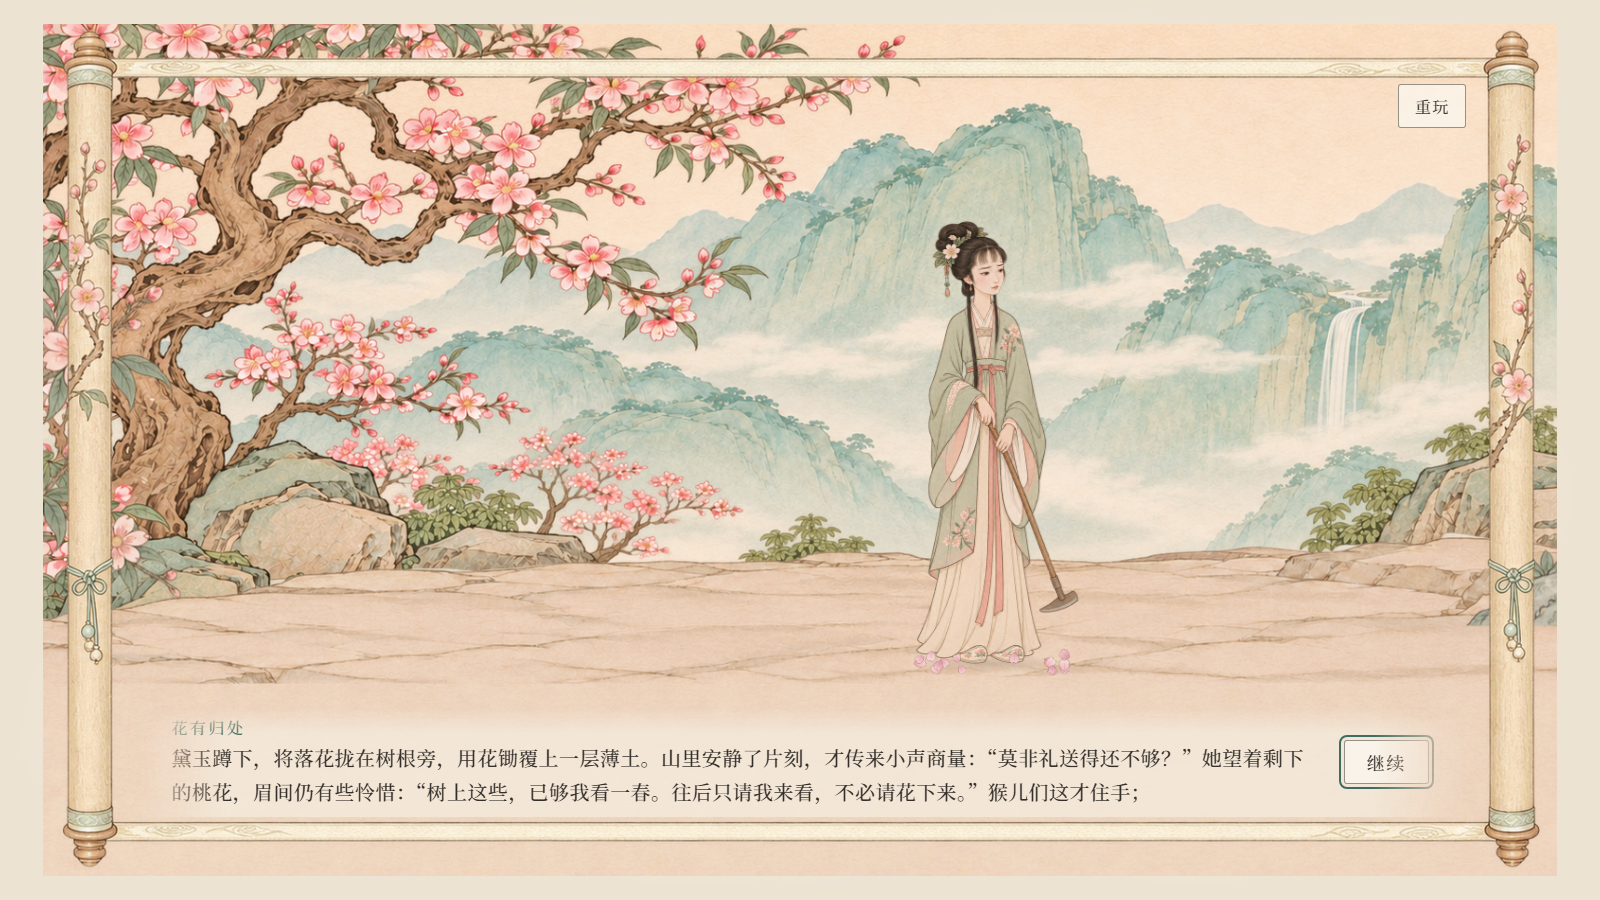 重玩
花有归处
黛玉蹲下，将落花拢在树根旁，用花锄覆上一层薄土。山里安静了片刻，才传来小声商量：“莫非礼送得还不够？”她望着剩下
的桃花，眉间仍有些怜惜：“树上这些，已够我看一春。往后只请我来看，不必请花下来。”猴儿们这才住手；
继续